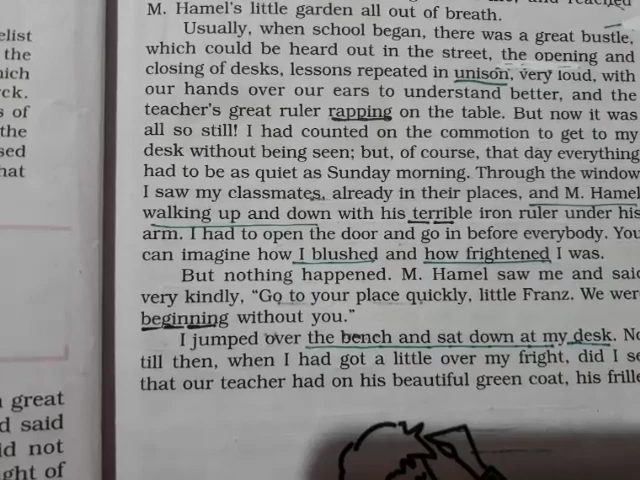 elist
the
ck.
s of
the
sed
hat
great
d said
id not
ght of
M. Hamel's little garden all out of breath.
Usually, when school began, there was a great bustle,
which could be heard out in the street, the opening and
closing of desks, lessons repeated in unison, very loud, with
our hands over our ears to understand better, and the
teacher's great ruler rapping on the table. But now it was
all so still! I had counted on the commotion to get to my
desk without being seen; but, of course, that day everything
had to be as quiet as Sunday morning. Through the window
I saw my classmates, already in their places, and M. Hamel
walking up and down with his terrible iron ruler under his
arm. I had to open the door and go in before everybody. You
can imagine how I blushed and how frightened I was.
But nothing happened. M. Hamel saw me and said
very kindly, “Go to your place quickly, little Franz. We were
beginning without you.”
I jumped over the bench and sat down at my desk. No
till then, when I had got a little over my fright, did I se
that our teacher had on his beautiful green coat, his frille